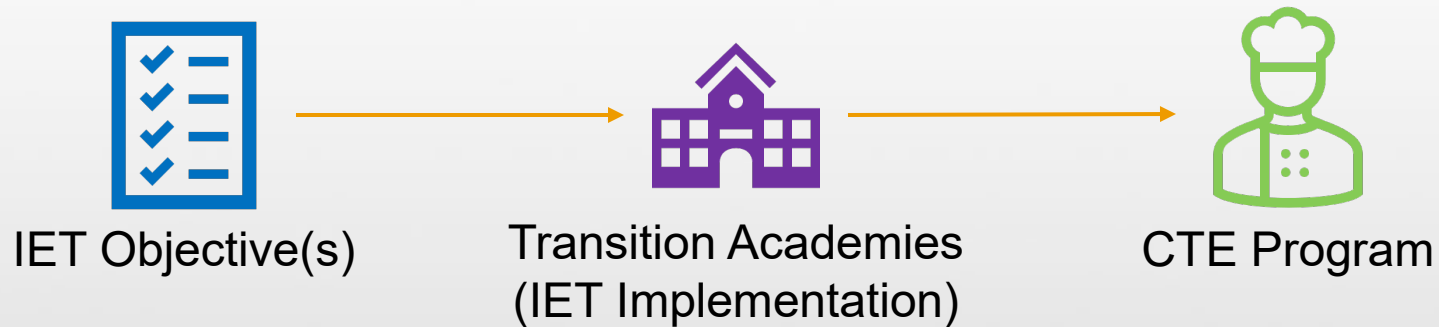 IET Objective(s)
Transition Academies
(IET Implementation)
CTE Program